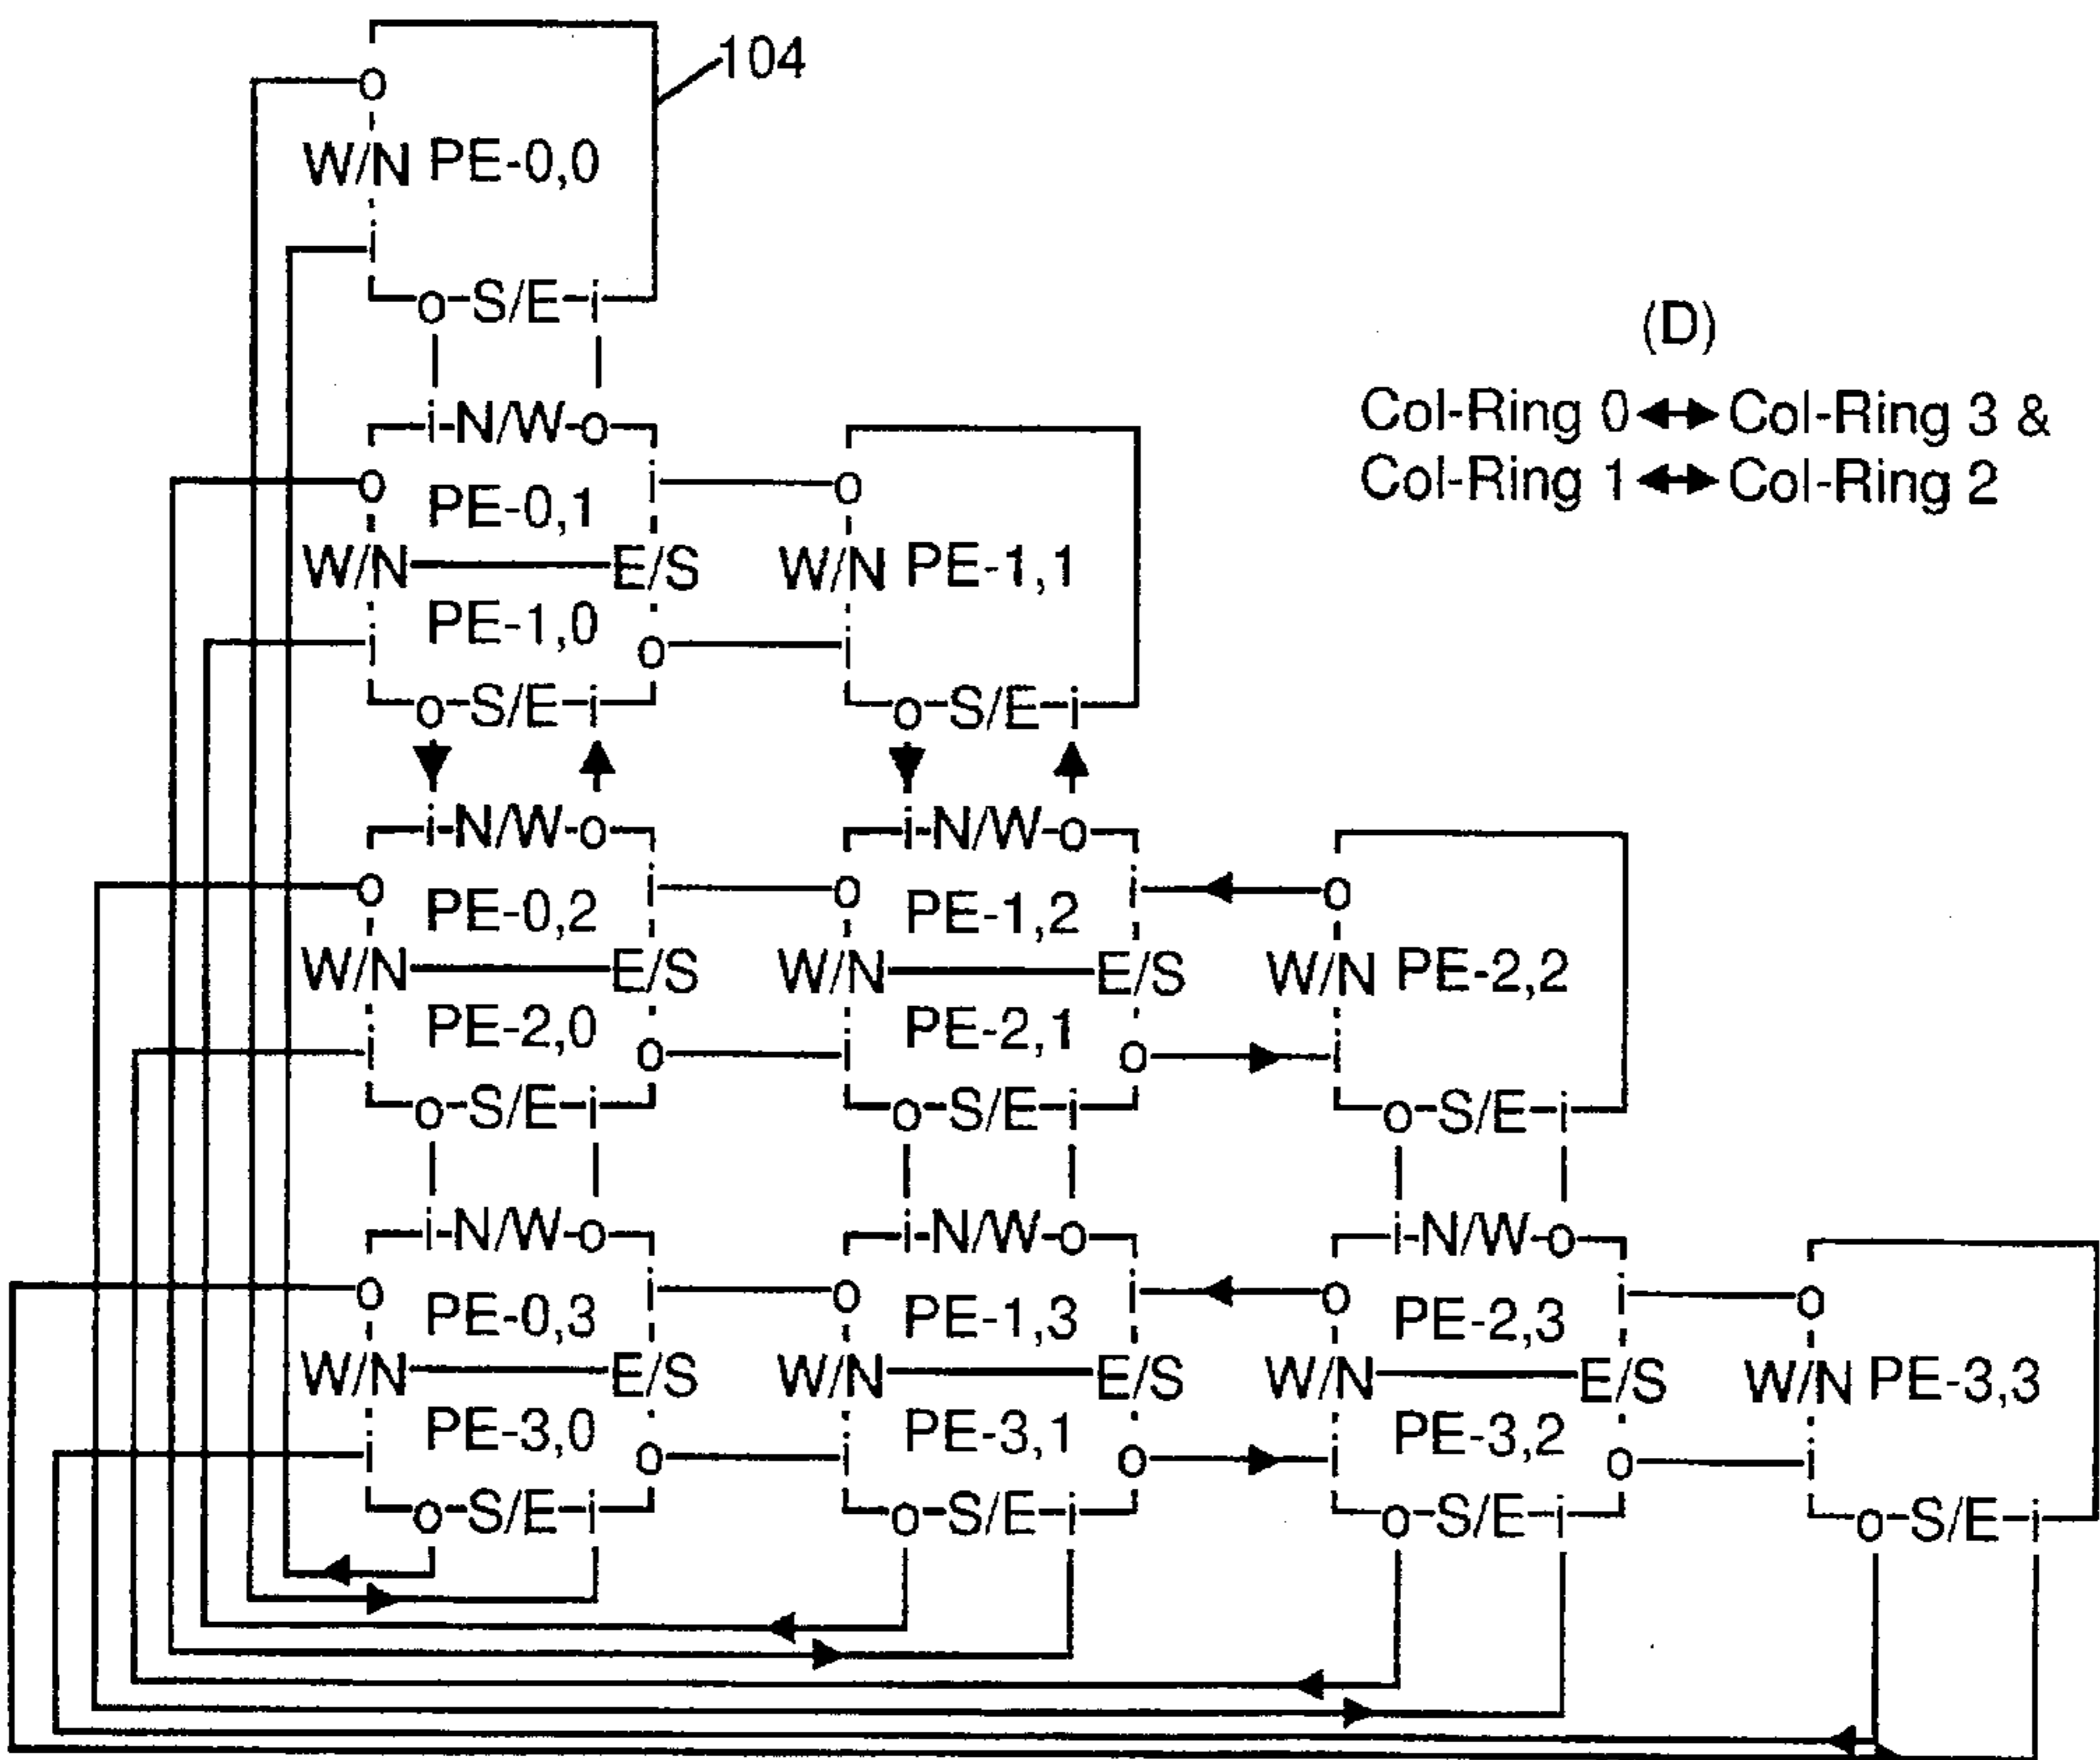 104
o
W/N PE-0,0
i
o-S/E-i
(D)
Col-Ring 0◄►Col-Ring 3 &
Col-Ring 1◄►Col-Ring 2
i-N/W-o
o PE-0,1 i o
W/N E/S W/N PE-1,1
i PE-1,0 o i
o-S/E-i o-S/E-i
i-N/W-o i-N/W-o
o PE-0,2 i o PE-1,2 i o
W/N E/S W/N E/S W/N PE-2,2
i PE-2,0 o i PE-2,1 o i
o-S/E-i o-S/E-i o-S/E-i
i-N/W-o i-N/W-o i-N/W-o
o PE-0,3 i o PE-1,3 i o PE-2,3 i o
W/N E/S W/N E/S W/N E/S W/N PE-3,3
i PE-3,0 o i PE-3,1 o i PE-3,2 o i
o-S/E-i o-S/E-i o-S/E-i o-S/E-i